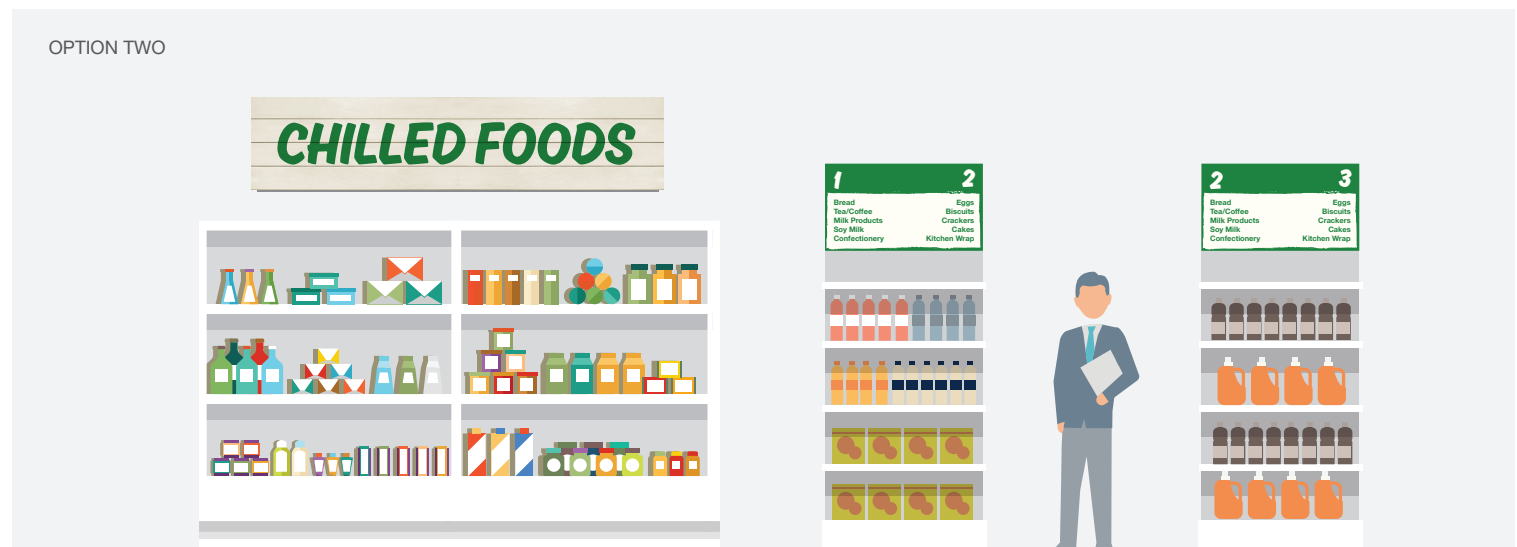 OPTION TWO
CHILLED FOODS
1 2
Bread Eggs
Tea/Coffee Biscuits
Milk Products Crackers
Soy Milk Cakes
Confectionery Kitchen Wrap
2 3
Bread Eggs
Tea/Coffee Biscuits
Milk Products Crackers
Soy Milk Cakes
Confectionery Kitchen Wrap